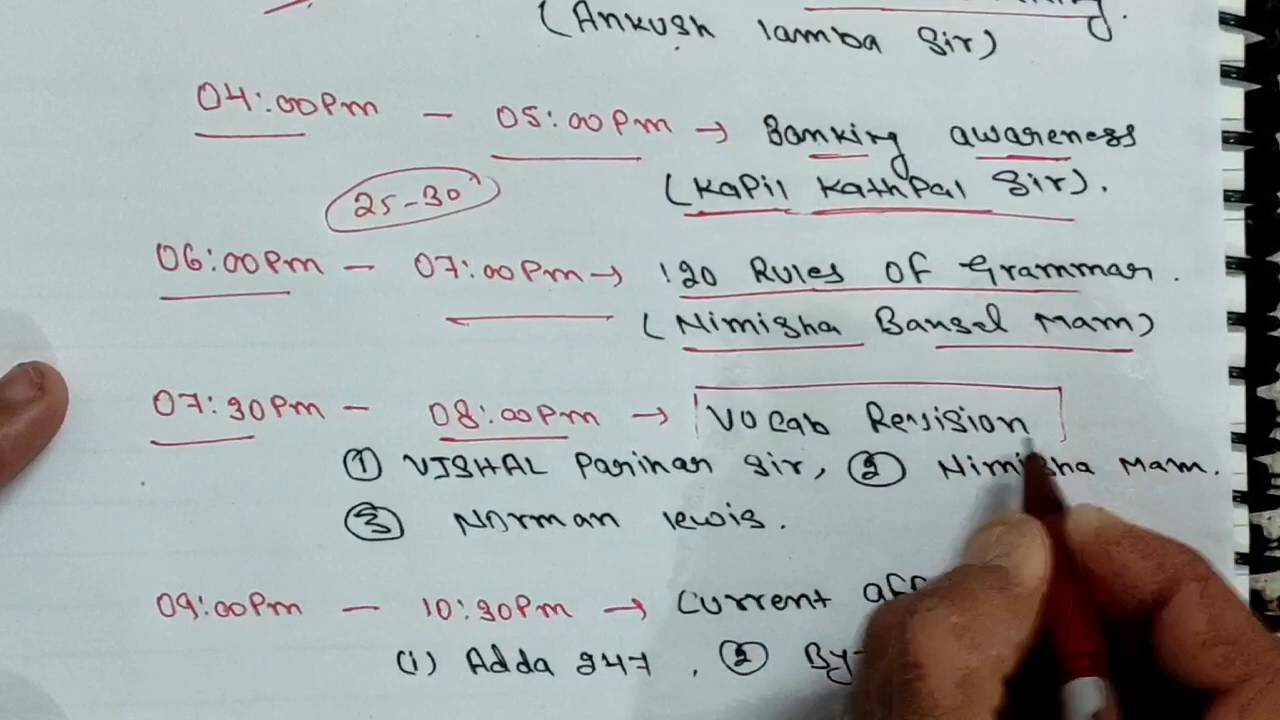 (Ankush lamba Sir)
04:00Pm - 05:00Pm → Banking awareness
25-30 (Kapil Kathpal Sir).
06:00Pm - 07:00Pm → 120 Rules OF Grammar.
(Nimisha Bansal Mam)
07:30Pm - 08:00Pm → Vocab Revision
① VISHAL Parihar Sir, ② Nimisha Mam.
③ Norman lewis.
09:00Pm - 10:30Pm → Current aff
(1) Adda 247, ② By